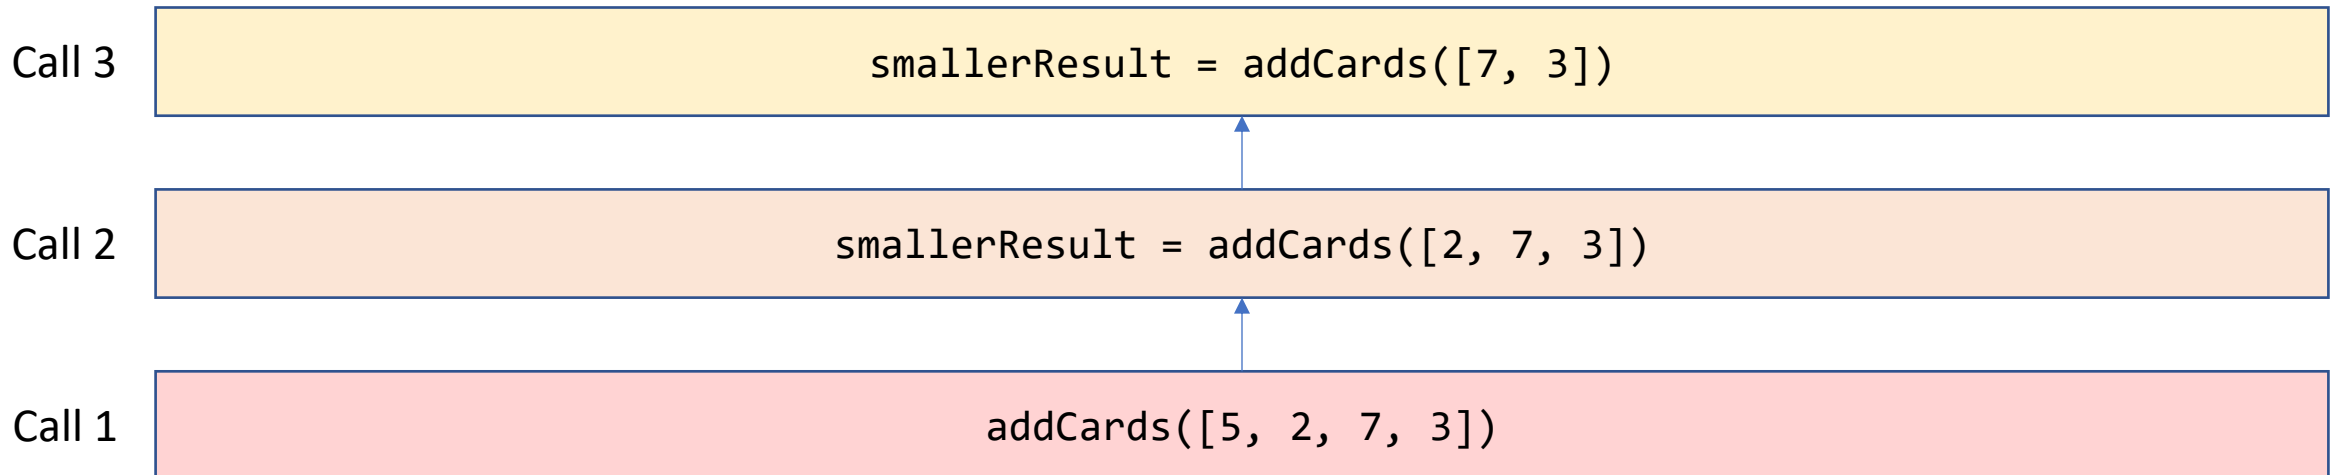 Call 3
smallerResult = addCards([7, 3])
Call 2
smallerResult = addCards([2, 7, 3])
Call 1
addCards([5, 2, 7, 3])